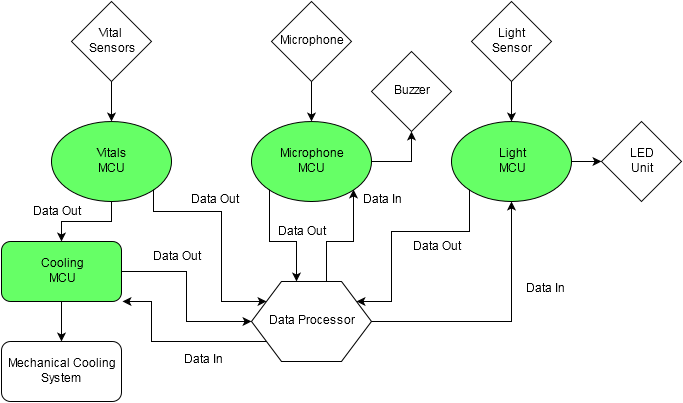 Vital
Sensors
Microphone
Light
Sensor
Buzzer
Vitals
MCU
Microphone
MCU
Light
MCU
LED
Unit
Data Out
Data Out
Data In
Data Out
Data Out
Cooling
MCU
Data Out
Data In
Data Processor
Data In
Mechanical Cooling
System